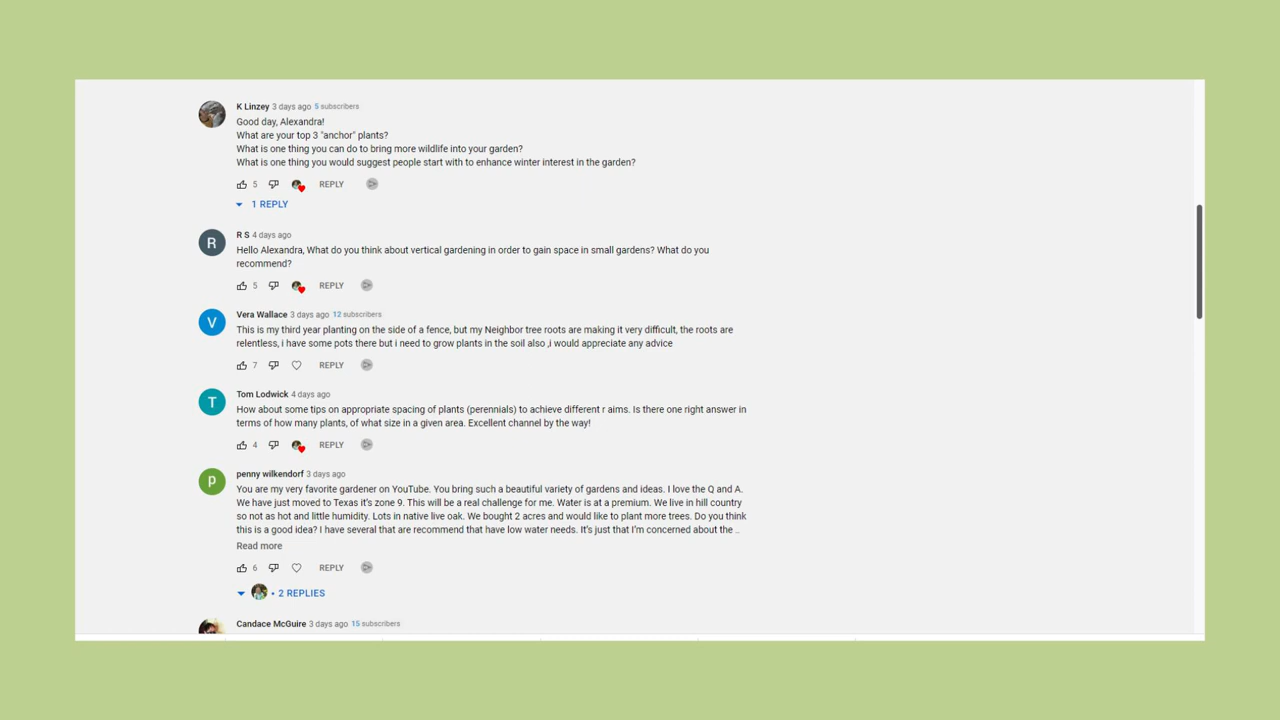 K Linzey 3 days ago 5 subscribers
Good day, Alexandra!
What are your top 3 "anchor" plants?
What is one thing you can do to bring more wildlife into your garden?
What is one thing you would suggest people start with to enhance winter interest in the garden?
5 REPLY
1 REPLY
R
R S 4 days ago
Hello Alexandra, What do you think about vertical gardening in order to gain space in small gardens? What do you
recommend?
5 REPLY
V
Vera Wallace 3 days ago 12 subscribers
This is my third year planting on the side of a fence, but my Neighbor tree roots are making it very difficult, the roots are
relentless, i have some pots there but i need to grow plants in the soil also ,i would appreciate any advice
7 REPLY
T
Tom Lodwick 4 days ago
How about some tips on appropriate spacing of plants (perennials) to achieve different r aims. Is there one right answer in
terms of how many plants, of what size in a given area. Excellent channel by the way!
4 REPLY
p
penny wilkendorf 3 days ago
You are my very favorite gardener on YouTube. You bring such a beautiful variety of gardens and ideas. I love the Q and A.
We have just moved to Texas it's zone 9. This will be a real challenge for me. Water is at a premium. We live in hill country
so not as hot and little humidity. Lots in native live oak. We bought 2 acres and would like to plant more trees. Do you think
this is a good idea? I have several that are recommend that have low water needs. It's just that I'm concerned about the ..
Read more
6 REPLY
• 2 REPLIES
Candace McGuire 3 days ago 15 subscribers